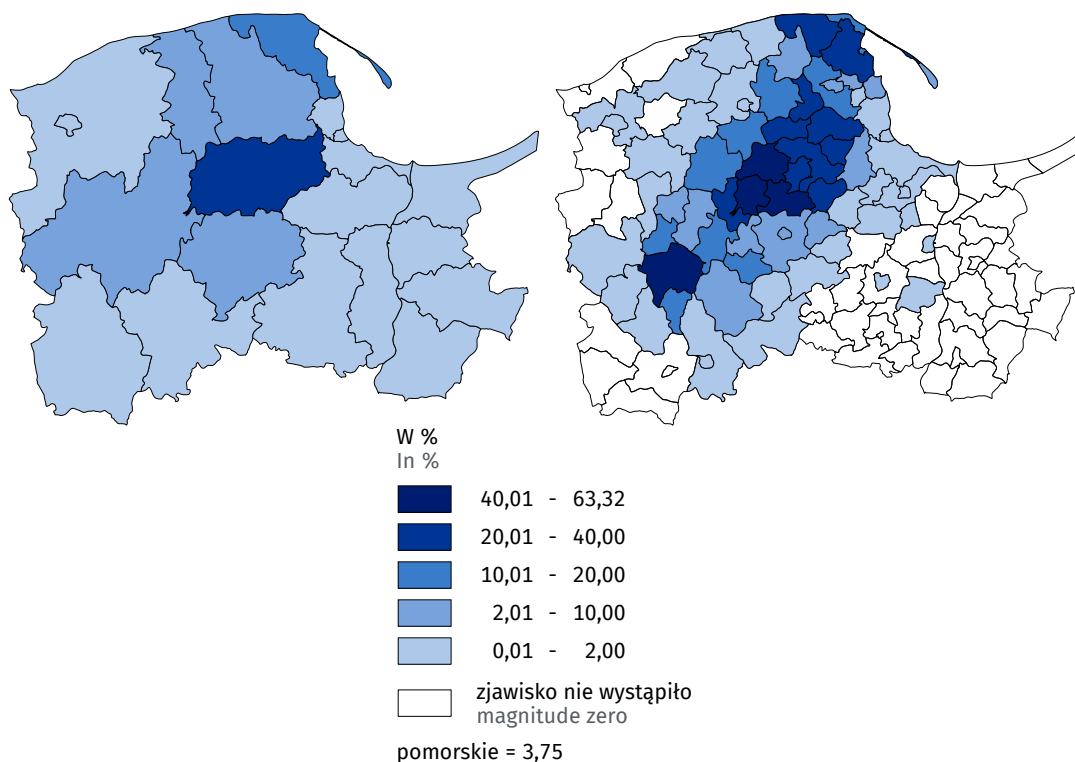 W %
In %
40,01 - 63,32
20,01 - 40,00
10,01 - 20,00
2,01 - 10,00
0,01 - 2,00
zjawisko nie wystąpiło
magnitude zero
pomorskie = 3,75